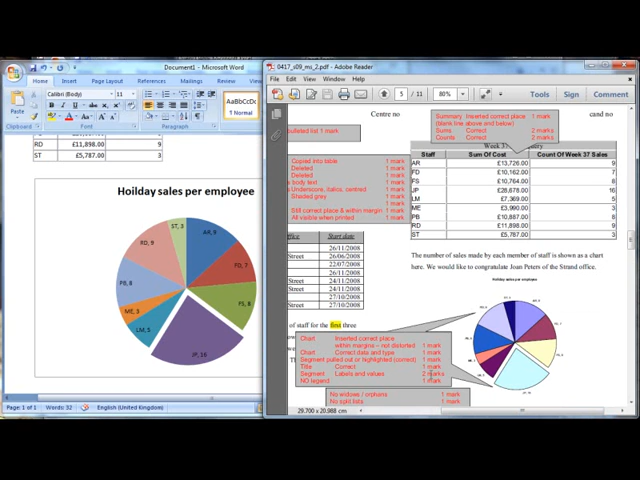 Document1 - Microsoft Word
Home Insert Page Layout References Mailings
Calibri (Body) 10
Paste
AaBbCcDc
¶ Normal
Clipboard Font
RD £11,898.00 9
ST £5,787.00 3
Hoilday sales per employee
ST, 3
AR, 9
RD, 9
FD, 7
PB, 8
FS, 8
ME, 3
LM, 5
JP, 16
Page: 1 of 1 Words: 32 English (United Kingdom)
0417_s09_ms_2.pdf - Adobe Reader
File Edit View Window Help
5 / 11 80% Tools Sign Comment
Centre no cand no
bulleted list 1 mark
Summary Inserted correct place 1 mark
(blank line above and below)
Sums Correct 2 marks
Counts Correct 2 marks
Staff Sum Of Cost Count Of Week 37 Sales
AR £13,726.00 9
FD £10,162.00 7
FS £10,764.00 8
JP £28,678.00 16
LM £7,369.00 5
ME £3,990.00 3
PB £10,887.00 8
RD £11,898.00 9
ST £5,787.00 3
Copied into table 1 mark
Deleted 1 mark
Deleted 1 mark
body text 1 mark
Underscore, italics, centred 1 mark
Shaded grey 1 mark
Still correct place & within margin 1 mark
All visible when printed 1 mark
Start date
26/11/2008
Street 26/06/2008
22/07/2008
26/11/2008
Street 24/11/2008
Street 24/11/2008
27/10/2008
Street 27/10/2008
The number of sales made by each member of staff is shown as a chart
here. We would like to congratulate Joan Peters of the Strand office.
Holiday sales per employee
of staff for the first three
Chart Inserted correct place
within margins – not distorted 1 mark
Chart Correct data and type 1 mark
Segment pulled out or highlighted (correct) 1 mark
Title Correct 1 mark
Segment Labels and values 2 marks
NO legend 1 mark
No widows / orphans 1 mark
No split lists 1 mark
29.700 x 20.988 cm